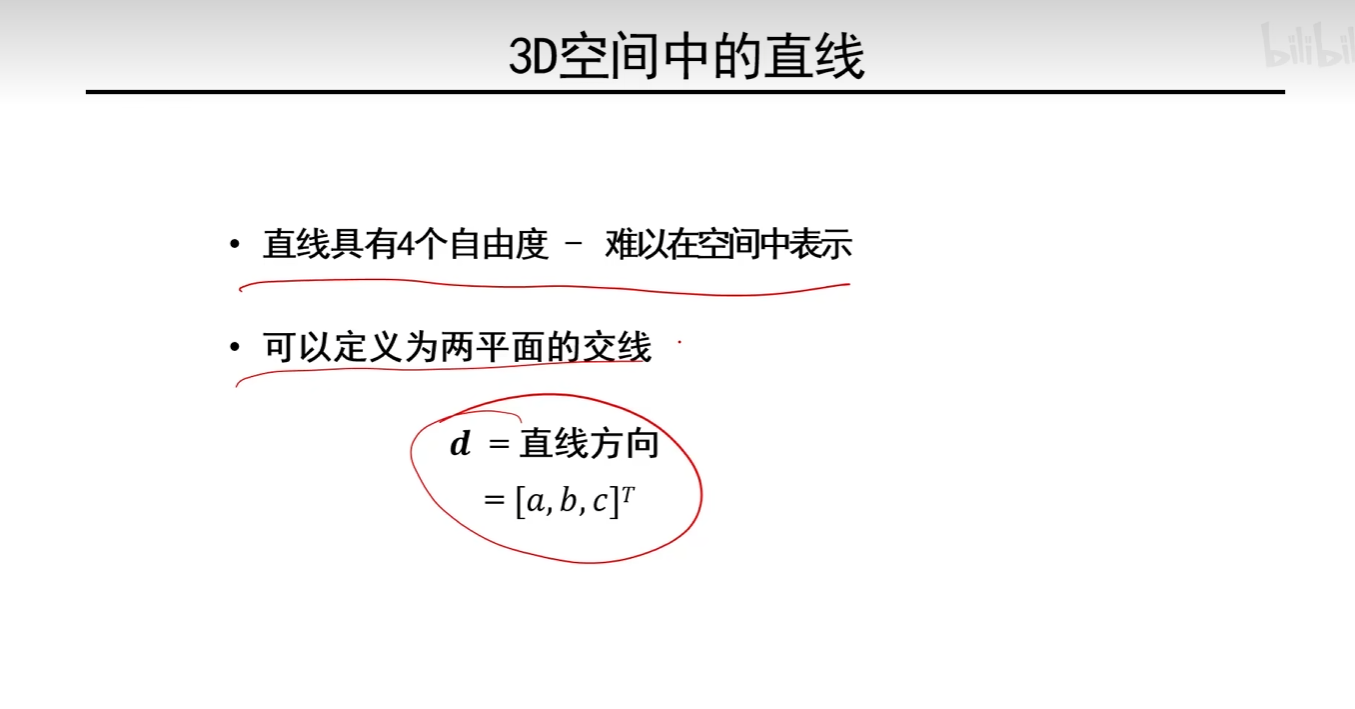 3D空间中的直线
bilibil
• 直线具有4个自由度 – 难以在空间中表示
• 可以定义为两平面的交线
d = 直线方向
= [a, b, c]ᵀ